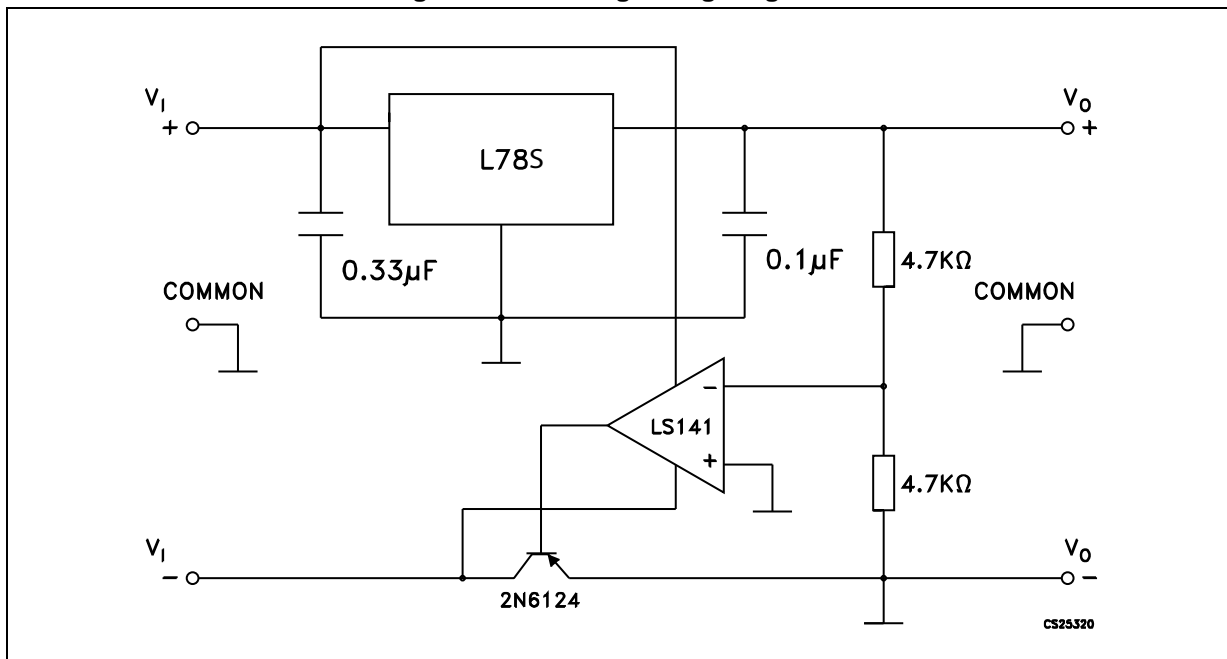 V_I
+
L78S
V_O
+
0.33µF
0.1µF
4.7KΩ
COMMON
COMMON
−
LS141
+
4.7KΩ
V_I
−
2N6124
V_O
−
CS25320